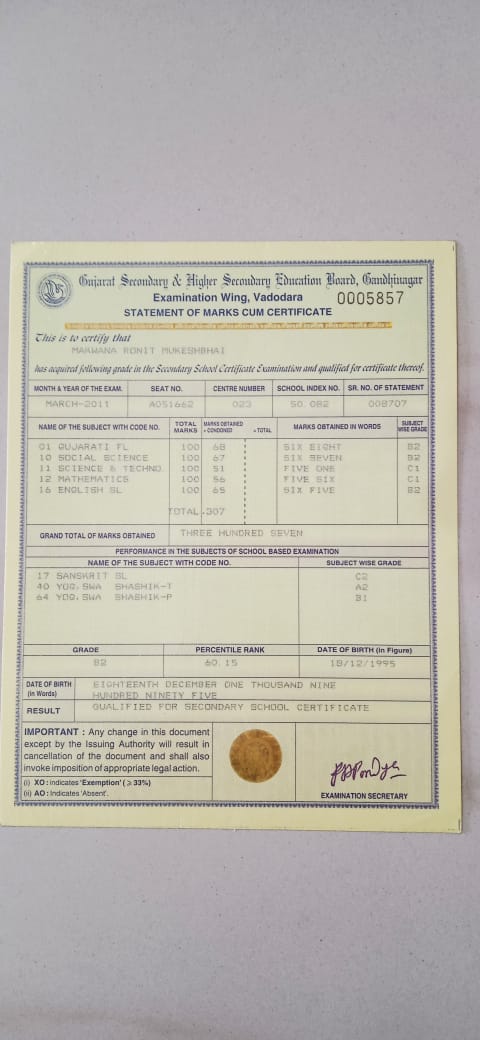 Gujarat Secondary & Higher Secondary Education Board, Gandhinagar
Examination Wing, Vadodara
0005857
STATEMENT OF MARKS CUM CERTIFICATE
This is to certify that
MAKWANA RONIT MUKESHBHAI
has acquired following grade in the Secondary School Certificate Examination and qualified for certificate thereof.
MONTH & YEAR OF THE EXAM. SEAT NO. CENTRE NUMBER SCHOOL INDEX NO. SR. NO. OF STATEMENT
MARCH-2011 A051662 023 50.082 008707
NAME OF THE SUBJECT WITH CODE NO. TOTAL MARKS MARKS OBTAINED + CONDONED = TOTAL MARKS OBTAINED IN WORDS SUBJECT WISE GRADE
01 GUJARATI FL 100 68 SIX EIGHT B2
10 SOCIAL SCIENCE 100 67 SIX SEVEN B2
11 SCIENCE & TECHNO. 100 51 FIVE ONE C1
12 MATHEMATICS 100 56 FIVE SIX C1
16 ENGLISH SL 100 65 SIX FIVE B2
TOTAL.307
GRAND TOTAL OF MARKS OBTAINED THREE HUNDRED SEVEN
PERFORMANCE IN THE SUBJECTS OF SCHOOL BASED EXAMINATION
NAME OF THE SUBJECT WITH CODE NO. SUBJECT WISE GRADE
17 SANSKRIT SL C2
40 YOG,SWA SHASHIK-T A2
64 YOG,SWA SHASHIK-P B1
GRADE PERCENTILE RANK DATE OF BIRTH (in Figure)
B2 60.15 18/12/1995
DATE OF BIRTH (in Words) EIGHTEENTH DECEMBER ONE THOUSAND NINE
HUNDRED NINETY FIVE
RESULT QUALIFIED FOR SECONDARY SCHOOL CERTIFICATE
IMPORTANT : Any change in this document
except by the Issuing Authority will result in
cancellation of the document and shall also
invoke imposition of appropriate legal action.
(i) XO : Indicates 'Exemption' ( ≥ 33%)
(ii) AO : Indicates 'Absent'.
EXAMINATION SECRETARY